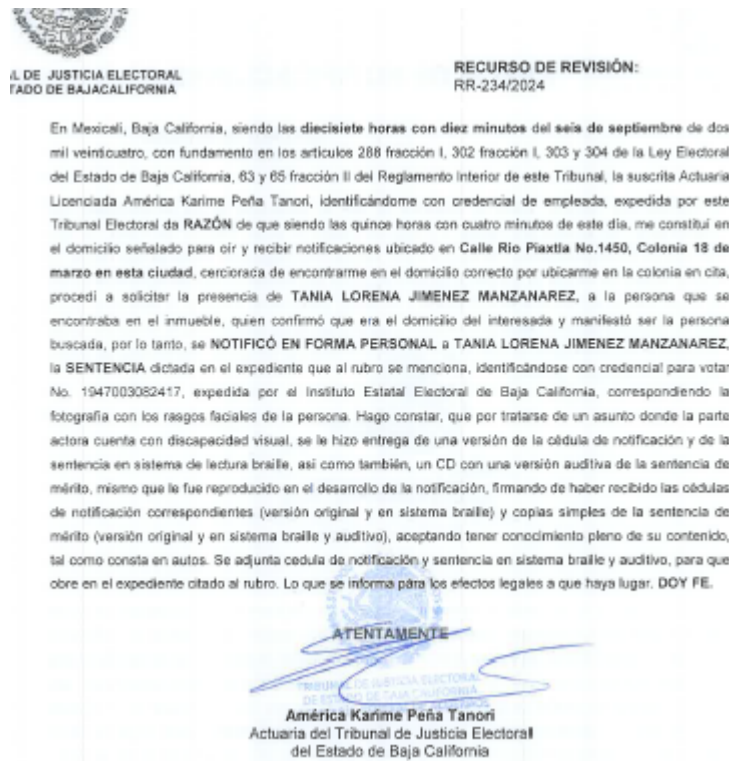 L DE JUSTICIA ELECTORAL
TADO DE BAJACALIFORNIA
RECURSO DE REVISIÓN:
RR-234/2024
En Mexicali, Baja California, siendo las diecisiete horas con diez minutos del seis de septiembre de dos
mil veinticuatro, con fundamento en los artículos 288 fracción I, 302 fracción I, 303 y 304 de la Ley Electoral
del Estado de Baja California, 63 y 65 fracción II del Reglamento Interior de este Tribunal, la suscrita Actuaria
Licenciada América Karime Peña Tanori, identificándome con credencial de empleada, expedida por este
Tribunal Electoral da RAZÓN de que siendo las quince horas con cuatro minutos de este día, me constituí en
el domicilio señalado para oír y recibir notificaciones ubicado en Calle Rio Piaxtla No.1450, Colonia 18 de
marzo en esta ciudad, cercioraca de encontrarme en el domicilio correcto por ubicarme en la colonia en cita,
procedí a solicitar la presencia de TANIA LORENA JIMENEZ MANZANAREZ, a la persona que se
encontraba en el inmueble, quien confirmó que era el domicilio del interesada y manifestó ser la persona
buscada, por lo tanto, se NOTIFICÓ EN FORMA PERSONAL a TANIA LORENA JIMENEZ MANZANAREZ,
la SENTENCIA dictada en el expediente que al rubro se menciona, identificándose con credencial para votar
No. 1947003082417, expedida por el Instituto Estatal Electoral de Baja California, correspondiendo la
fotografía con los rasgos faciales de la persona. Hago constar, que por tratarse de un asunto donde la parte
actora cuenta con discapacidad visual, se le hizo entrega de una versión de la cédula de notificación y de la
sentencia en sistema de lectura braille, así como también, un CD con una versión auditiva de la sentencia de
mérito, mismo que le fue reproducido en el desarrollo de la notificación, firmando de haber recibido las cédulas
de notificación correspondientes (versión original y en sistema braille) y copias simples de la sentencia de
mérito (versión original y en sistema braille y auditivo), aceptando tener conocimiento pleno de su contenido,
tal como consta en autos. Se adjunta cedula de notificación y sentencia en sistema braille y auditivo, para que
obre en el expediente citado al rubro. Lo que se informa para los efectos legales a que haya lugar. DOY FE.
ATENTAMENTE
TRIBUNAL DE JUSTICIA ELECTORAL
América Karime Peña Tanori
Actuaria del Tribunal de Justicia Electoral
del Estado de Baja California